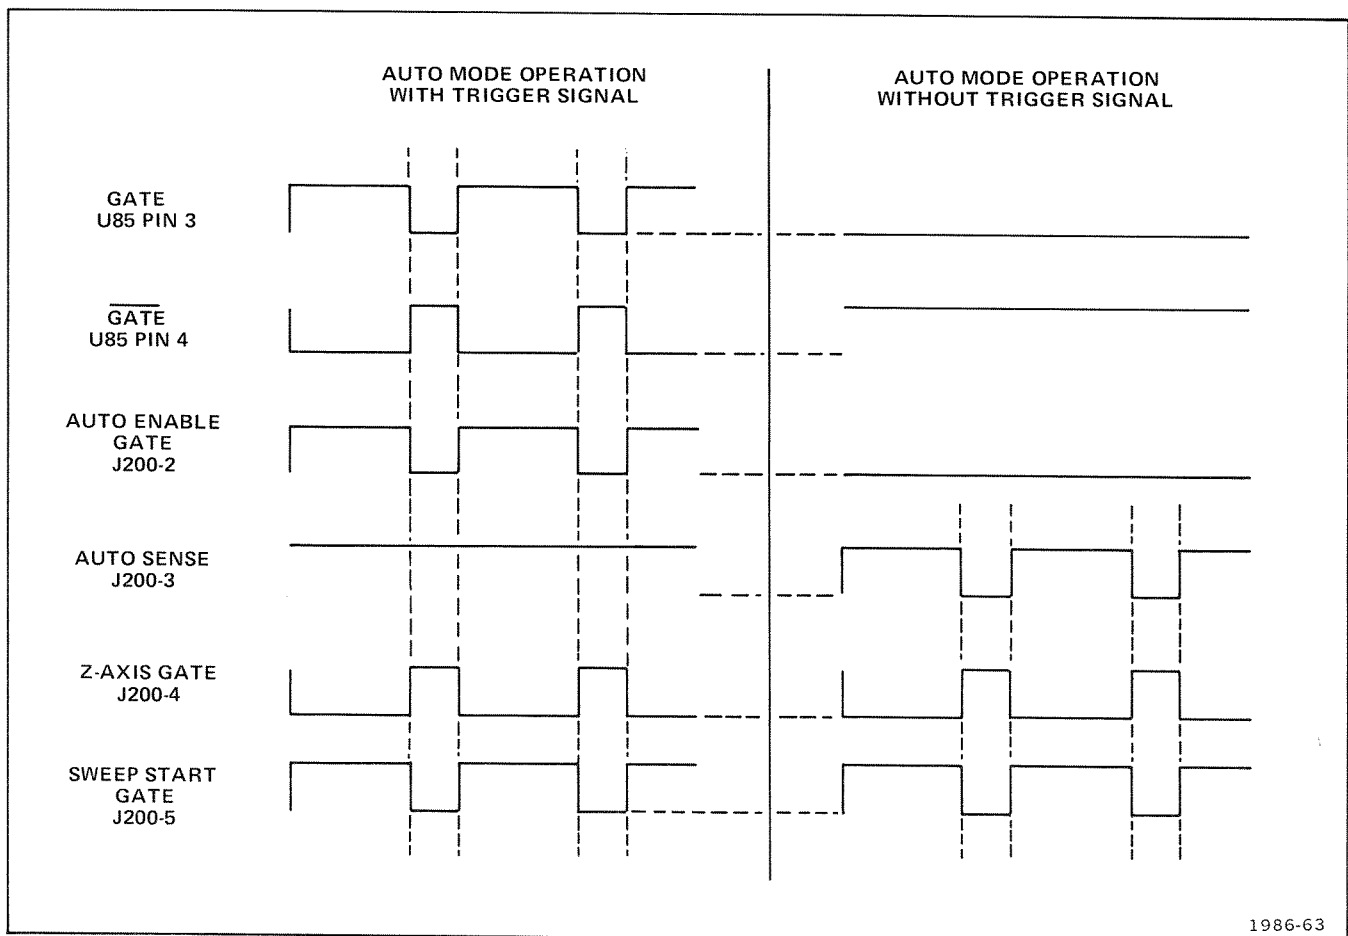 AUTO MODE OPERATION
WITH TRIGGER SIGNAL
AUTO MODE OPERATION
WITHOUT TRIGGER SIGNAL
GATE
U85 PIN 3
GATE
U85 PIN 4
AUTO ENABLE
GATE
J200-2
AUTO SENSE
J200-3
Z-AXIS GATE
J200-4
SWEEP START
GATE
J200-5
1986-63